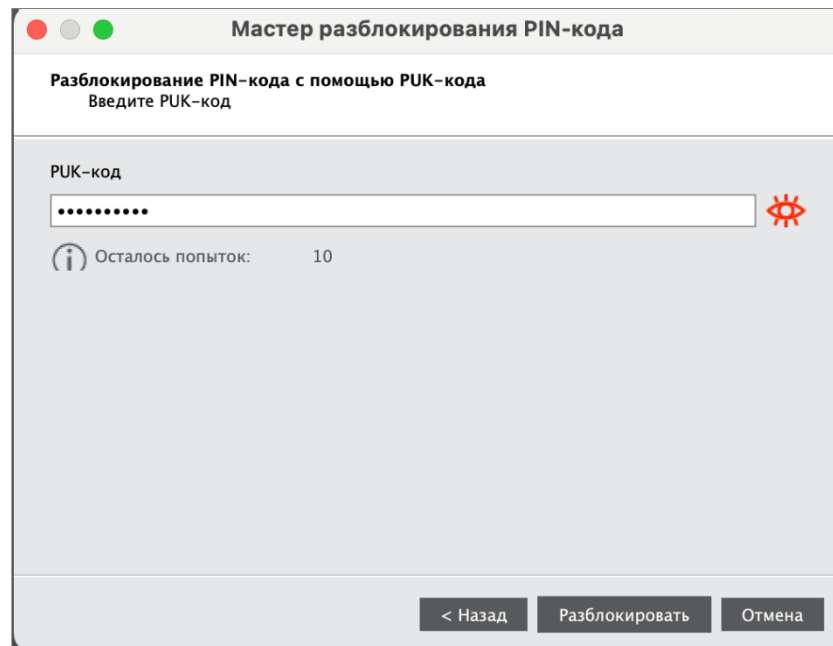 Мастер разблокирования PIN-кода
Разблокирование PIN-кода с помощью PUK-кода
Введите PUK-код
PUK-код
••••••••••
Осталось попыток: 10
< Назад
Разблокировать
Отмена